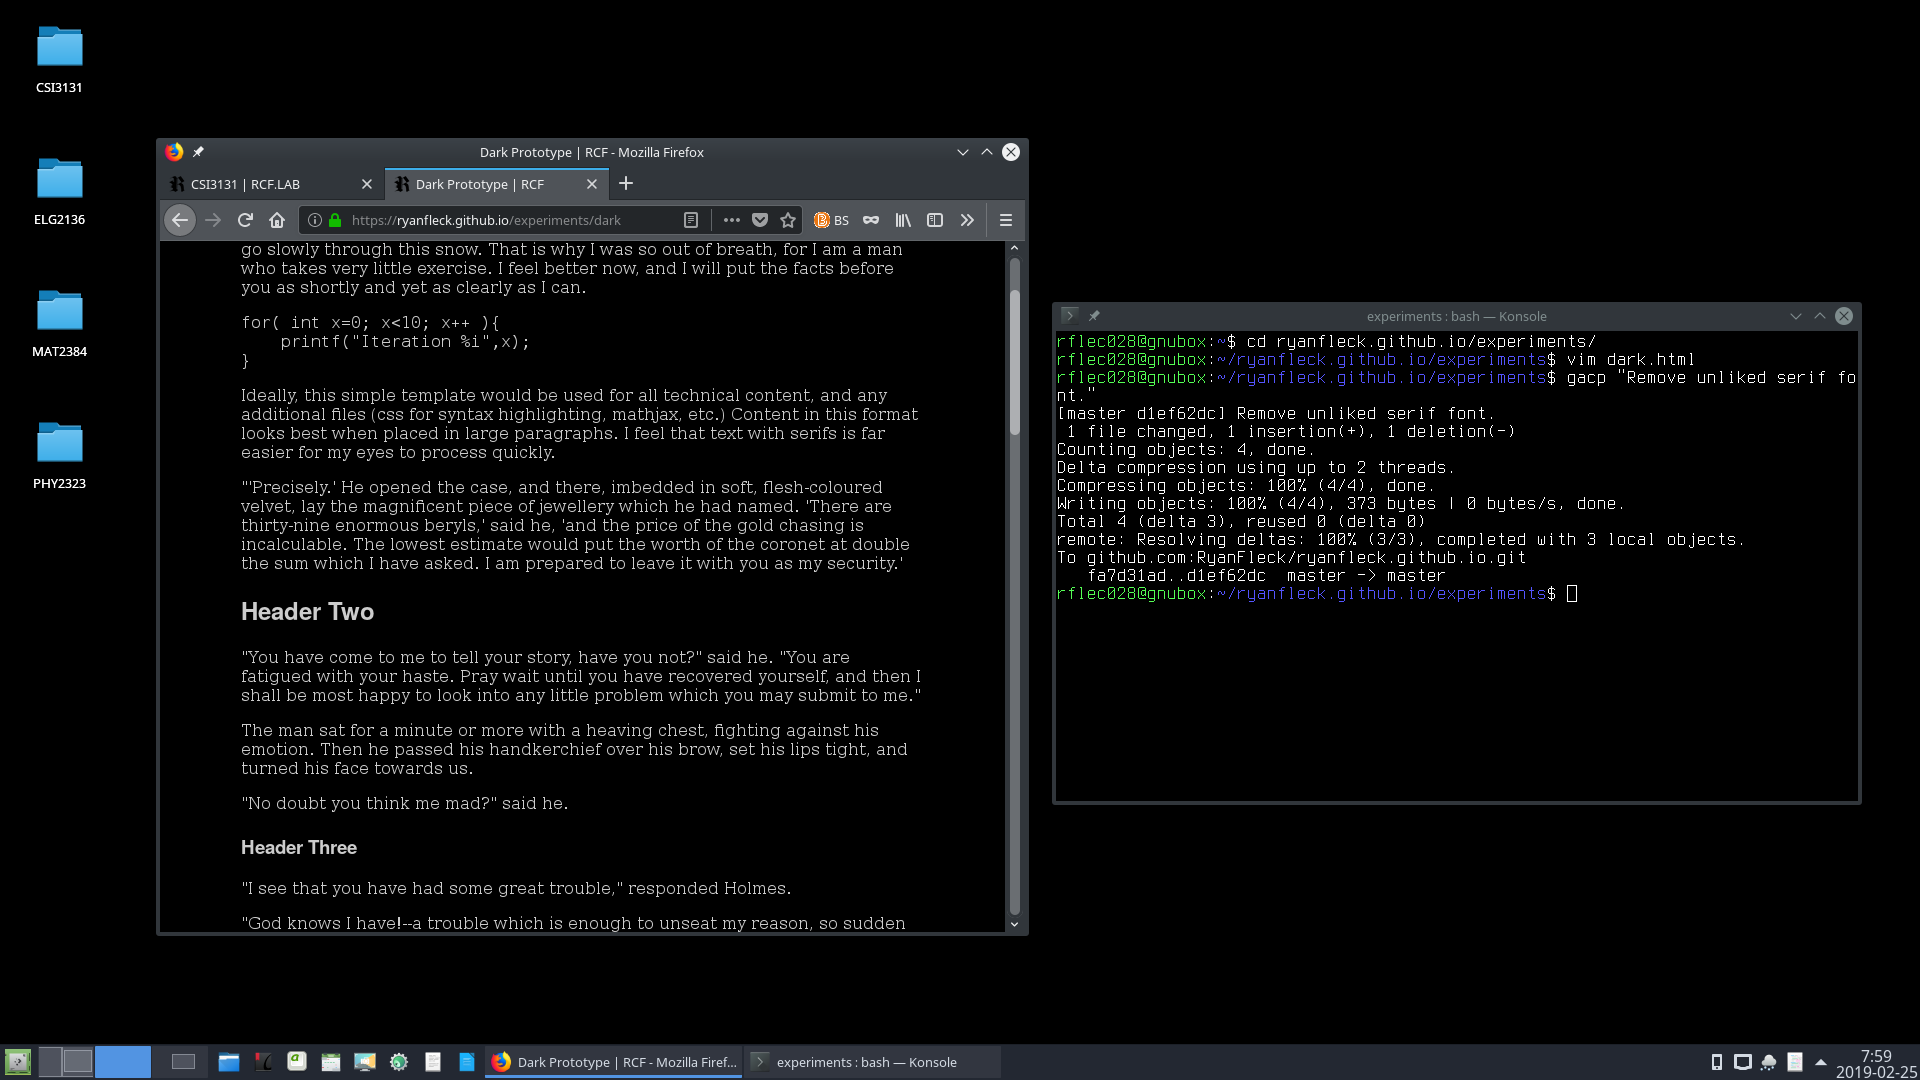 CSI3131
ELG2136
MAT2384
PHY2323
Dark Prototype | RCF - Mozilla Firefox
CSI3131 | RCF.LAB
Dark Prototype | RCF
https://ryanfleck.github.io/experiments/dark
BS
go slowly through this snow. That is why I was so out of breath, for I am a man
who takes very little exercise. I feel better now, and I will put the facts before
you as shortly and yet as clearly as I can.
for( int x=0; x<10; x++ ){
    printf("Iteration %i",x);
}
Ideally, this simple template would be used for all technical content, and any
additional files (css for syntax highlighting, mathjax, etc.) Content in this format
looks best when placed in large paragraphs. I feel that text with serifs is far
easier for my eyes to process quickly.
"'Precisely.' He opened the case, and there, imbedded in soft, flesh-coloured
velvet, lay the magnificent piece of jewellery which he had named. 'There are
thirty-nine enormous beryls,' said he, 'and the price of the gold chasing is
incalculable. The lowest estimate would put the worth of the coronet at double
the sum which I have asked. I am prepared to leave it with you as my security.'
Header Two
"You have come to me to tell your story, have you not?" said he. "You are
fatigued with your haste. Pray wait until you have recovered yourself, and then I
shall be most happy to look into any little problem which you may submit to me."
The man sat for a minute or more with a heaving chest, fighting against his
emotion. Then he passed his handkerchief over his brow, set his lips tight, and
turned his face towards us.
"No doubt you think me mad?" said he.
Header Three
"I see that you have had some great trouble," responded Holmes.
"God knows I have!--a trouble which is enough to unseat my reason, so sudden
experiments : bash — Konsole
rflec028@gnubox:~$ cd ryanfleck.github.io/experiments/
rflec028@gnubox:~/ryanfleck.github.io/experiments$ vim dark.html
rflec028@gnubox:~/ryanfleck.github.io/experiments$ gacp "Remove unliked serif fo
nt."
[master d1ef62dc] Remove unliked serif font.
 1 file changed, 1 insertion(+), 1 deletion(-)
Counting objects: 4, done.
Delta compression using up to 2 threads.
Compressing objects: 100% (4/4), done.
Writing objects: 100% (4/4), 373 bytes | 0 bytes/s, done.
Total 4 (delta 3), reused 0 (delta 0)
remote: Resolving deltas: 100% (3/3), completed with 3 local objects.
To github.com:RyanFleck/ryanfleck.github.io.git
   fa7d31ad..d1ef62dc  master -> master
rflec028@gnubox:~/ryanfleck.github.io/experiments$
Dark Prototype | RCF - Mozilla Firef...
experiments : bash — Konsole
7:59
2019-02-25